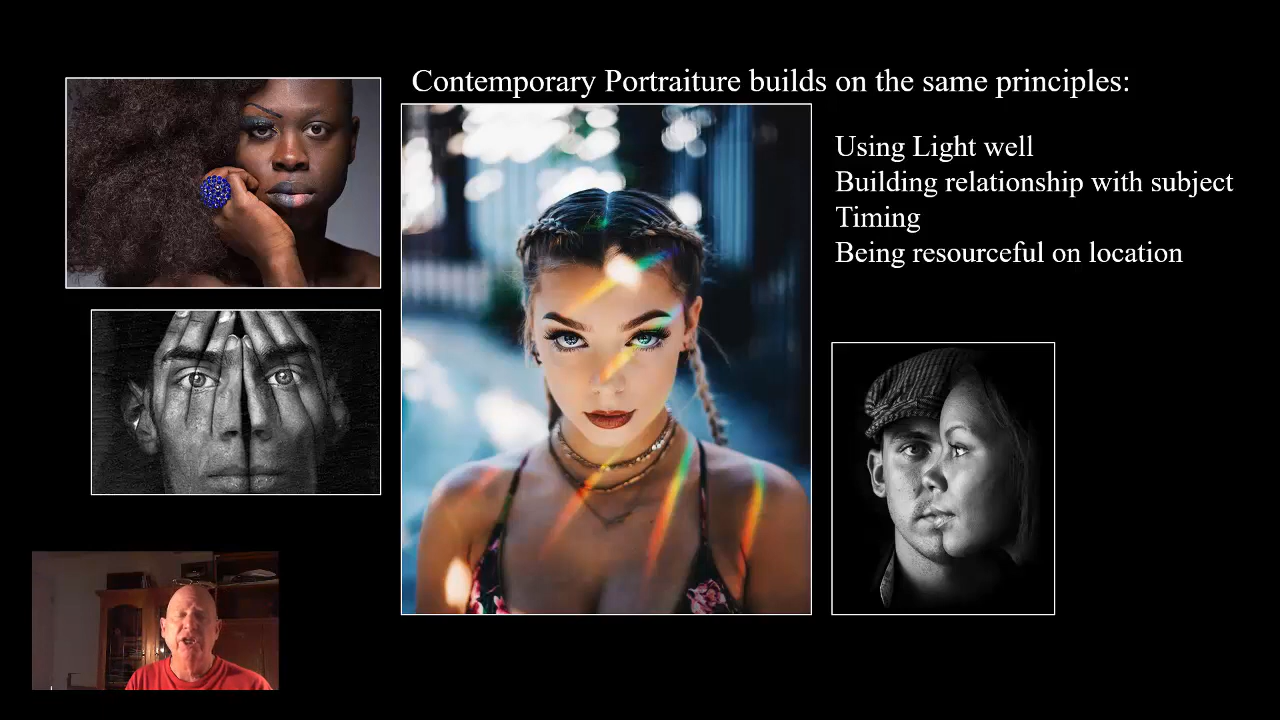 Contemporary Portraiture builds on the same principles:
Using Light well
Building relationship with subject
Timing
Being resourceful on location